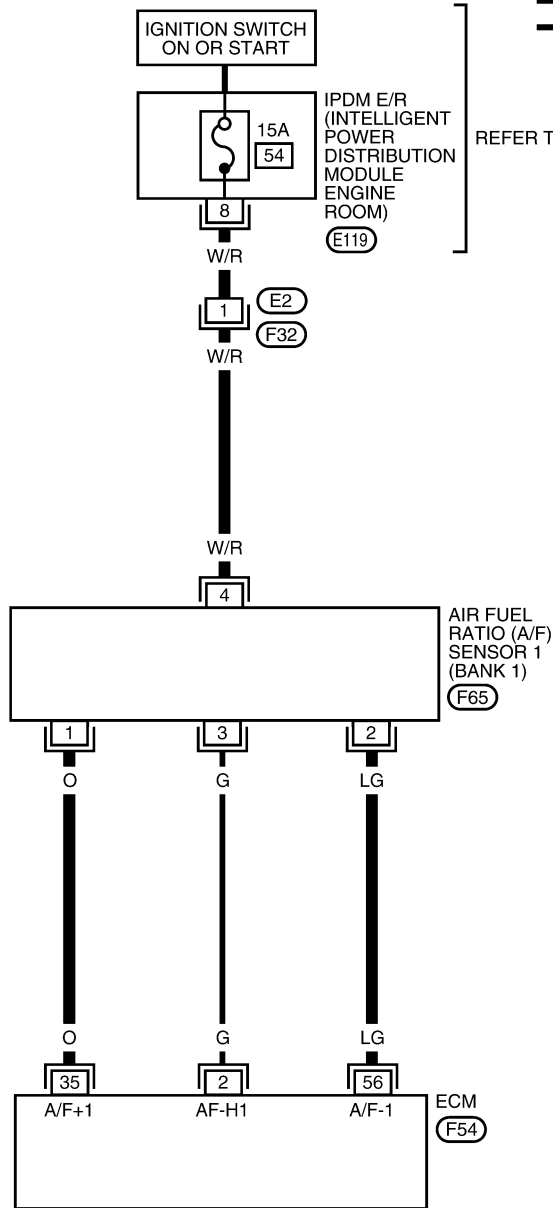 IGNITION SWITCH
ON OR START
IPDM E/R
(INTELLIGENT
POWER
DISTRIBUTION
MODULE
ENGINE
ROOM)
E119
REFER T
15A
54
8
W/R
1
E2
F32
W/R
W/R
4
AIR FUEL
RATIO (A/F)
SENSOR 1
(BANK 1)
F65
1 3 2
O G LG
O G LG
35 2 56
A/F+1 AF-H1 A/F-1
ECM
F54